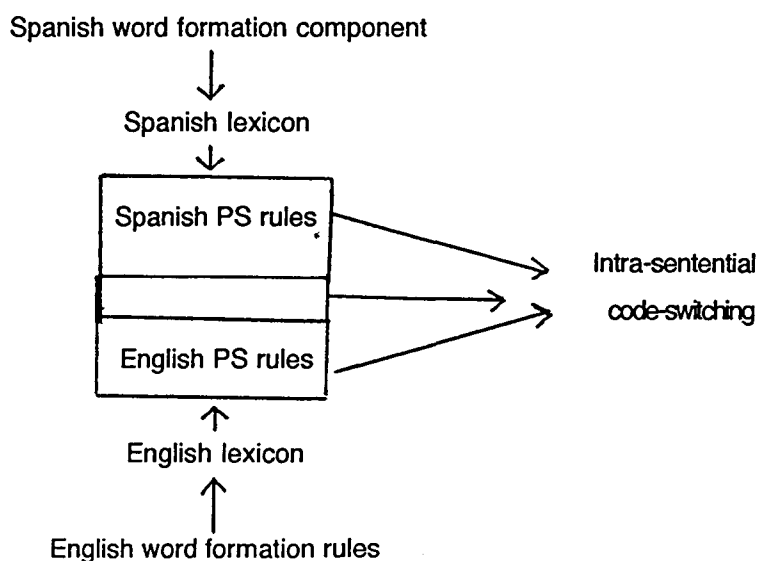 Spanish word formation component
Spanish lexicon
Spanish PS rules
Intra-sentential
code-switching
English PS rules
English lexicon
English word formation rules